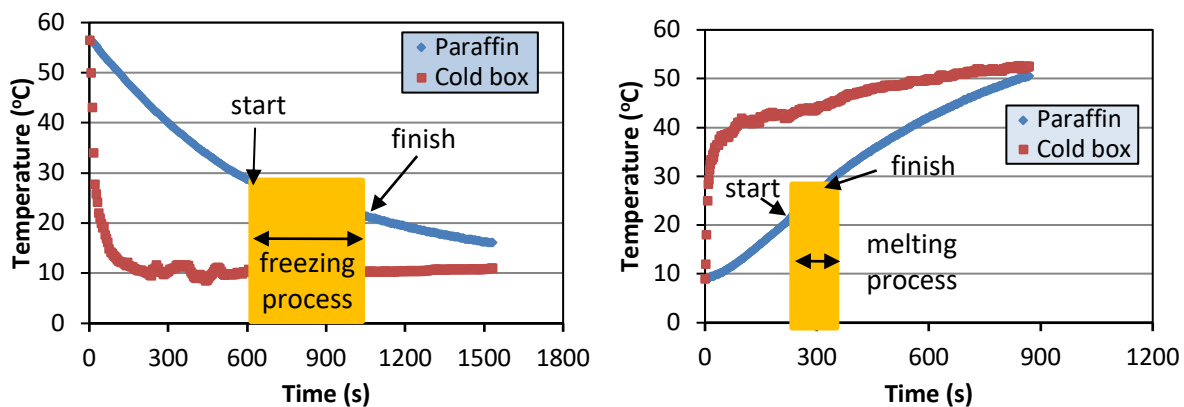 60
50
40
30
20
10
0
Temperature (ᵒC)
Paraffin
Cold box
start
finish
freezing
process
0 300 600 900 1200 1500 1800
Time (s)
60
50
40
30
20
10
0
Temperature (ᵒC)
Paraffin
Cold box
start
finish
melting
process
0 300 600 900 1200
Time (s)